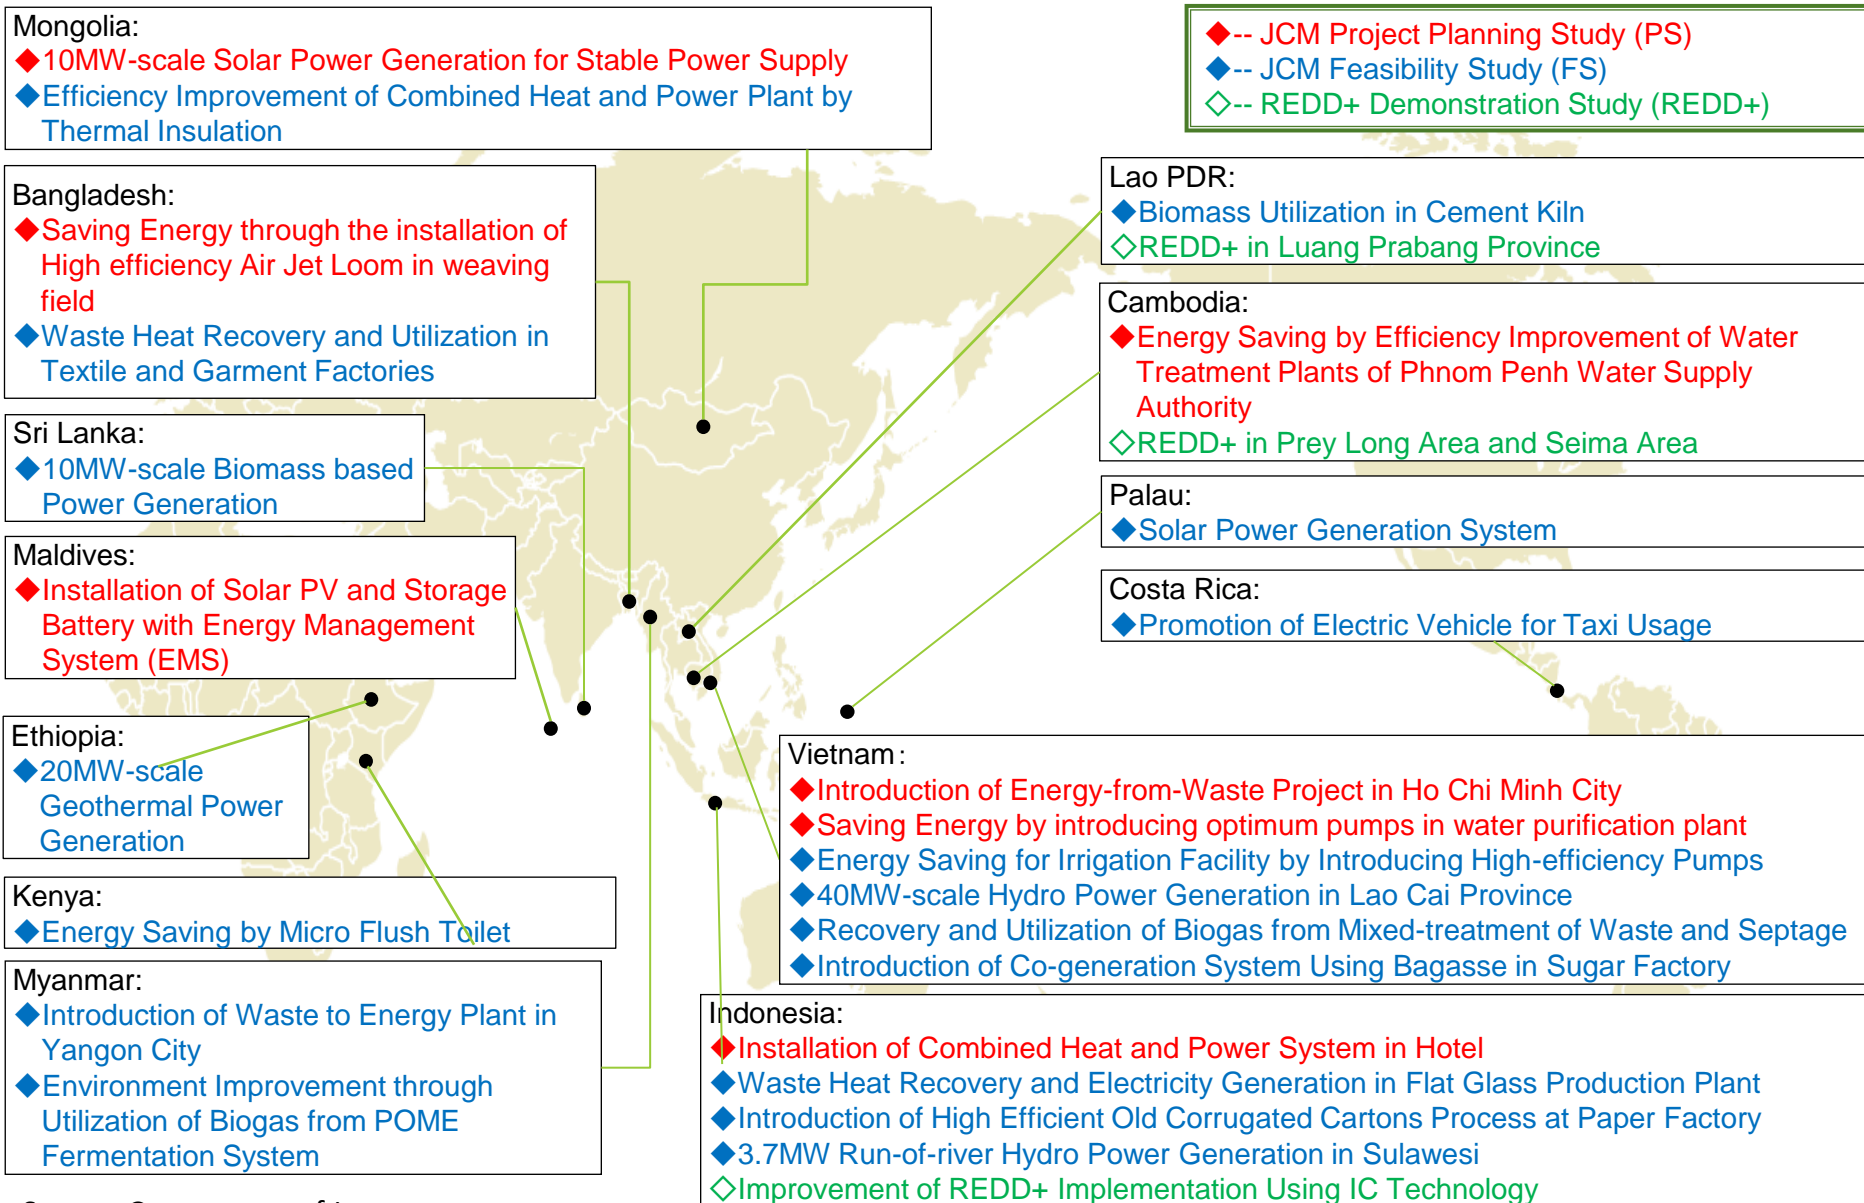 Mongolia:
◆10MW-scale Solar Power Generation for Stable Power Supply
◆Efficiency Improvement of Combined Heat and Power Plant by
Thermal Insulation
◆-- JCM Project Planning Study (PS)
◆-- JCM Feasibility Study (FS)
◇-- REDD+ Demonstration Study (REDD+)
Bangladesh:
◆Saving Energy through the installation of
High efficiency Air Jet Loom in weaving
field
◆Waste Heat Recovery and Utilization in
Textile and Garment Factories
Lao PDR:
◆Biomass Utilization in Cement Kiln
◇REDD+ in Luang Prabang Province
Cambodia:
◆Energy Saving by Efficiency Improvement of Water
Treatment Plants of Phnom Penh Water Supply
Authority
◇REDD+ in Prey Long Area and Seima Area
Sri Lanka:
◆10MW-scale Biomass based
Power Generation
Palau:
◆Solar Power Generation System
Maldives:
◆Installation of Solar PV and Storage
Battery with Energy Management
System (EMS)
Costa Rica:
◆Promotion of Electric Vehicle for Taxi Usage
Ethiopia:
◆20MW-scale
Geothermal Power
Generation
Vietnam：
◆Introduction of Energy-from-Waste Project in Ho Chi Minh City
◆Saving Energy by introducing optimum pumps in water purification plant
◆Energy Saving for Irrigation Facility by Introducing High-efficiency Pumps
◆40MW-scale Hydro Power Generation in Lao Cai Province
◆Recovery and Utilization of Biogas from Mixed-treatment of Waste and Septage
◆Introduction of Co-generation System Using Bagasse in Sugar Factory
Kenya:
◆Energy Saving by Micro Flush Toilet
Myanmar:
◆Introduction of Waste to Energy Plant in
Yangon City
◆Environment Improvement through
Utilization of Biogas from POME
Fermentation System
Indonesia:
◆Installation of Combined Heat and Power System in Hotel
◆Waste Heat Recovery and Electricity Generation in Flat Glass Production Plant
◆Introduction of High Efficient Old Corrugated Cartons Process at Paper Factory
◆3.7MW Run-of-river Hydro Power Generation in Sulawesi
◇Improvement of REDD+ Implementation Using IC Technology